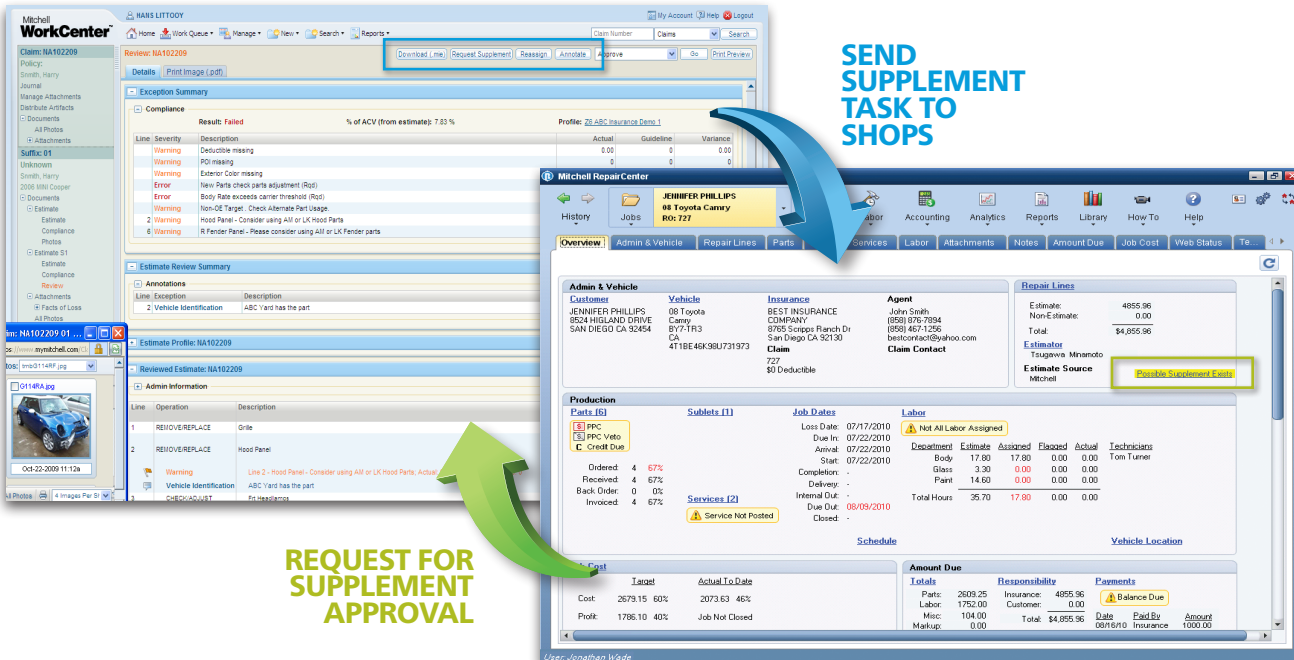 Mitchell
WorkCenter
HANS LITTOOY
My Account Help Logout
Home Work Queue Manage New Search Reports
Claim Number Claims Search
Claim: NA102209
Policy:
Smmith, Harry
Journal
Manage Attachments
Distribute Artifacts
Documents
All Photos
Attachments
Suffix: 01
Unknown
Smmith, Harry
2006 MINI Cooper
Documents
Estimate
Estimate
Compliance
Photos
Estimate S1
Estimate
Compliance
Review
Attachments
Facts of Loss
All Photos
Review: NA102209
Download (.mie) Request Supplement Reassign Annotate Approve Go Print Preview
Details Print Image (.pdf)
Exception Summary
Compliance
Result: Failed % of ACV (from estimate): 7.83 % Profile: Z6 ABC Insurance Demo 1
Line Severity Description Actual Guideline Variance
Warning Deductible missing 0.00 0 0.00
Warning POI missing 0 0 0
Warning Exterior Color missing
Error New Parts check parts adjustment (Rqd)
Error Body Rate exceeds carrier threshold (Rqd)
Warning Non-OE Target . Check Alternate Part Usage.
2 Warning Hood Panel - Consider using AM or LK Hood Parts
6 Warning R Fender Panel - Please consider using AM or LK Fender parts
Estimate Review Summary
Annotations
Line Exception Description
2 Vehicle Identification ABC Yard has the part
Estimate Profile: NA102209
Reviewed Estimate: NA102209
Admin Information
Line Operation Description
1 REMOVE/REPLACE Grille
2 REMOVE/REPLACE Hood Panel
Warning Line 2 - Hood Panel - Consider using AM or LK Hood Parts; Actual:
Vehicle Identification ABC Yard has the part
3 CHECK/ADJUST Frt Headlamps
im: NA102209 01 ...
ps://www.mymitchell.com/Cl
tos: tmbG114RF.jpg
G114RA.jpg
Oct-22-2009 11:12a
All Photos 4 Images Per Sh
SEND
SUPPLEMENT
TASK TO
SHOPS
REQUEST FOR
SUPPLEMENT
APPROVAL
Mitchell RepairCenter
History Jobs
JENNIFER PHILLIPS
08 Toyota Camry
RO: 727
abor Accounting Analytics Reports Library How To Help
Overview Admin & Vehicle Repair Lines Parts Services Labor Attachments Notes Amount Due Job Cost Web Status Te...
Admin & Vehicle
Customer
JENNIFER PHILLIPS
8524 HIGLAND DRIVE
SAN DIEGO CA 92454
Vehicle
08 Toyota
Camry
BY7-TR3
CA
4T1BE46K98U731973
Insurance
BEST INSURANCE
COMPANY
8765 Scripps Ranch Dr
San Diego CA 92130
Claim
727
$0 Deductible
Agent
John Smith
(858) 876-7894
(858) 467-1256
bestcontact@yahoo.com
Claim Contact
Repair Lines
Estimate: 4855.96
Non-Estimate: 0.00
Total: $4,855.96
Estimator
Tsugawa Minamoto
Estimate Source
Mitchell
Possible Supplement Exists
Production
Parts [6]
S PPC
S PPC Veto
C Credit Due
Ordered: 4 67%
Received: 4 67%
Back Order: 0 0%
Invoiced: 4 67%
Sublets [1]
Services [2]
Service Not Posted
Job Dates
Loss Date: 07/17/2010
Due In: 07/22/2010
Arrival: 07/22/2010
Start: 07/22/2010
Completion: -
Delivery: -
Internal Out: -
Due Out: 08/09/2010
Closed: -
Schedule
Labor
Not All Labor Assigned
Department Estimate Assigned Flagged Actual Technicians
Body 17.80 17.80 0.00 0.00 Tom Turner
Glass 3.30 0.00 0.00 0.00
Paint 14.60 0.00 0.00 0.00
Total Hours 35.70 17.80 0.00 0.00
Vehicle Location
Cost
Target Actual To Date
Cost: 2679.15 60% 2073.63 46%
Profit: 1786.10 40% Job Not Closed
Amount Due
Totals
Parts: 2609.25
Labor: 1752.00
Misc: 104.00
Markup: 0.00
Responsibility
Insurance: 4855.96
Customer: 0.00
Total: $4,855.96
Payments
Balance Due
Date Paid By Amount
08/16/10 Insurance 1000.00
User: Jonathan Wade